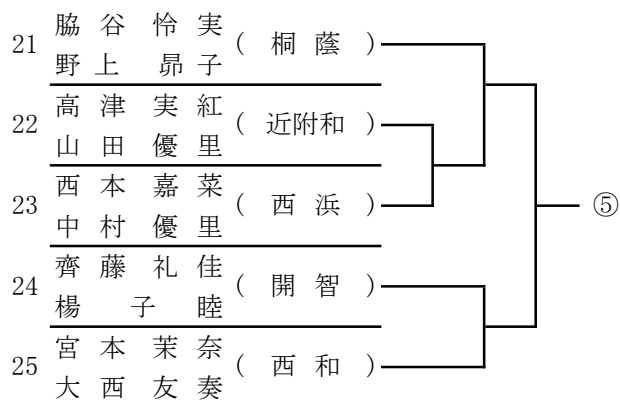 脇谷怜実
21 (桐蔭)
野上昴子
高津実紅
22 (近附和)
山田優里
西本嘉菜
23 (西浜)
中村優里
⑤
齊藤礼佳
24 (開智)
楊子睦
宮本茉奈
25 (西和)
大西友奏